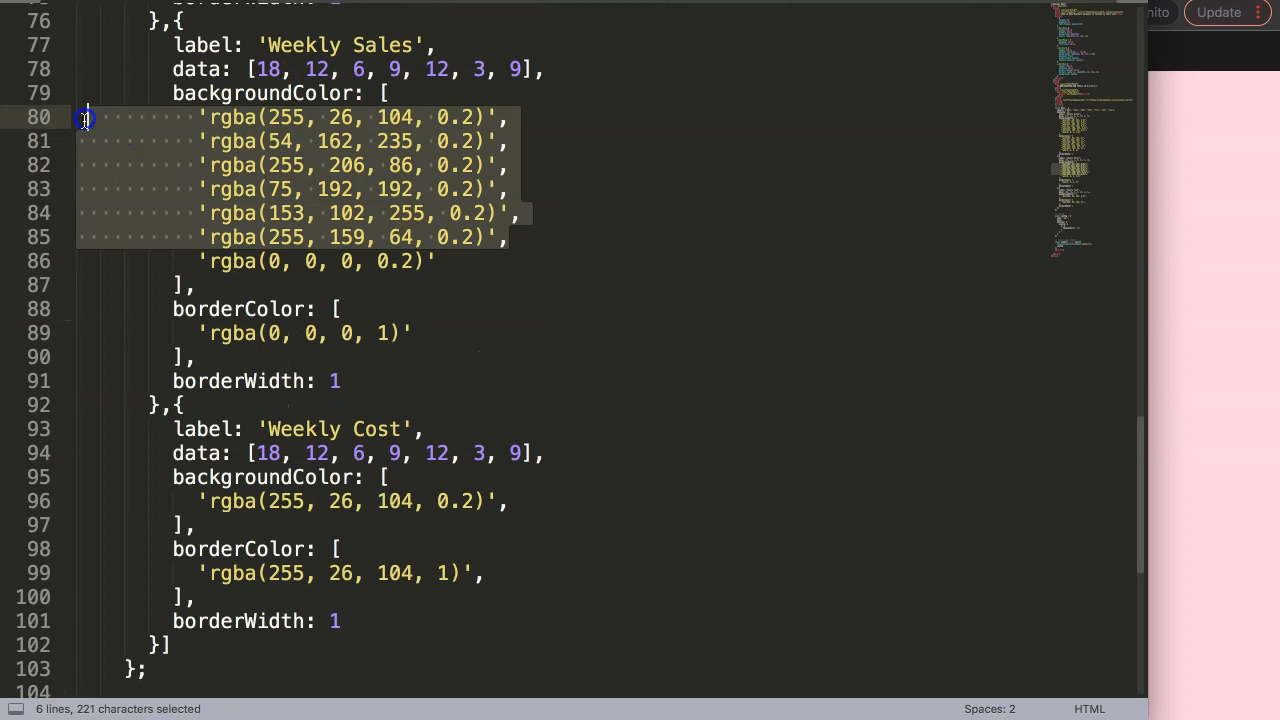 Update
76 },{
77 label: 'Weekly Sales',
78 data: [18, 12, 6, 9, 12, 3, 9],
79 backgroundColor: [
80 'rgba(255, 26, 104, 0.2)',
81 'rgba(54, 162, 235, 0.2)',
82 'rgba(255, 206, 86, 0.2)',
83 'rgba(75, 192, 192, 0.2)',
84 'rgba(153, 102, 255, 0.2)',
85 'rgba(255, 159, 64, 0.2)',
86 'rgba(0, 0, 0, 0.2)'
87 ],
88 borderColor: [
89 'rgba(0, 0, 0, 1)'
90 ],
91 borderWidth: 1
92 },{
93 label: 'Weekly Cost',
94 data: [18, 12, 6, 9, 12, 3, 9],
95 backgroundColor: [
96 'rgba(255, 26, 104, 0.2)',
97 ],
98 borderColor: [
99 'rgba(255, 26, 104, 1)',
100 ],
101 borderWidth: 1
102 }]
103 };
104
6 lines, 221 characters selected Spaces: 2 HTML